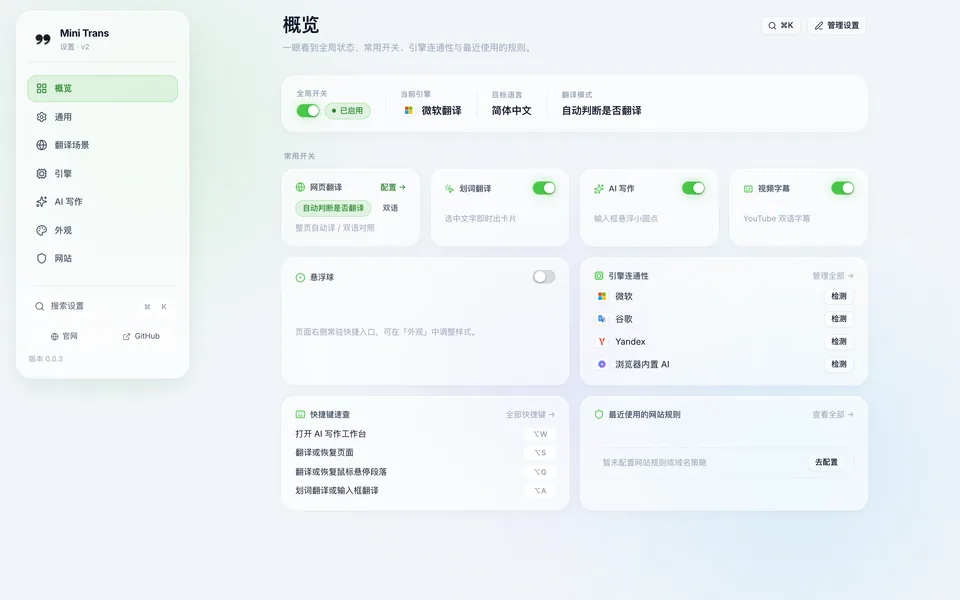 Mini Trans
设置 · v2
概览
通用
翻译场景
引擎
AI 写作
外观
网站
搜索设置 ⌘ K
官网 GitHub
版本 0.0.3
概览
⌘K 管理设置
一眼看到全局状态、常用开关、引擎连通性与最近使用的规则。
全局开关
已启用
当前引擎
微软翻译
目标语言
简体中文
翻译模式
自动判断是否翻译
常用开关
网页翻译 配置 →
自动判断是否翻译 双语
整页自动译 / 双语对照
划词翻译
选中文字即时出卡片
AI 写作
输入框悬浮小圆点
视频字幕
YouTube 双语字幕
悬浮球
页面右侧常驻快捷入口，可在「外观」中调整样式。
引擎连通性 管理全部 →
微软 检测
谷歌 检测
Yandex 检测
浏览器内置 AI 检测
快捷键速查 全部快捷键 →
打开 AI 写作工作台 ⌥W
翻译或恢复页面 ⌥S
翻译或恢复鼠标悬停段落 ⌥Q
划词翻译或输入框翻译 ⌥A
最近使用的网站规则 查看全部 →
暂未配置网站规则或域名策略 去配置